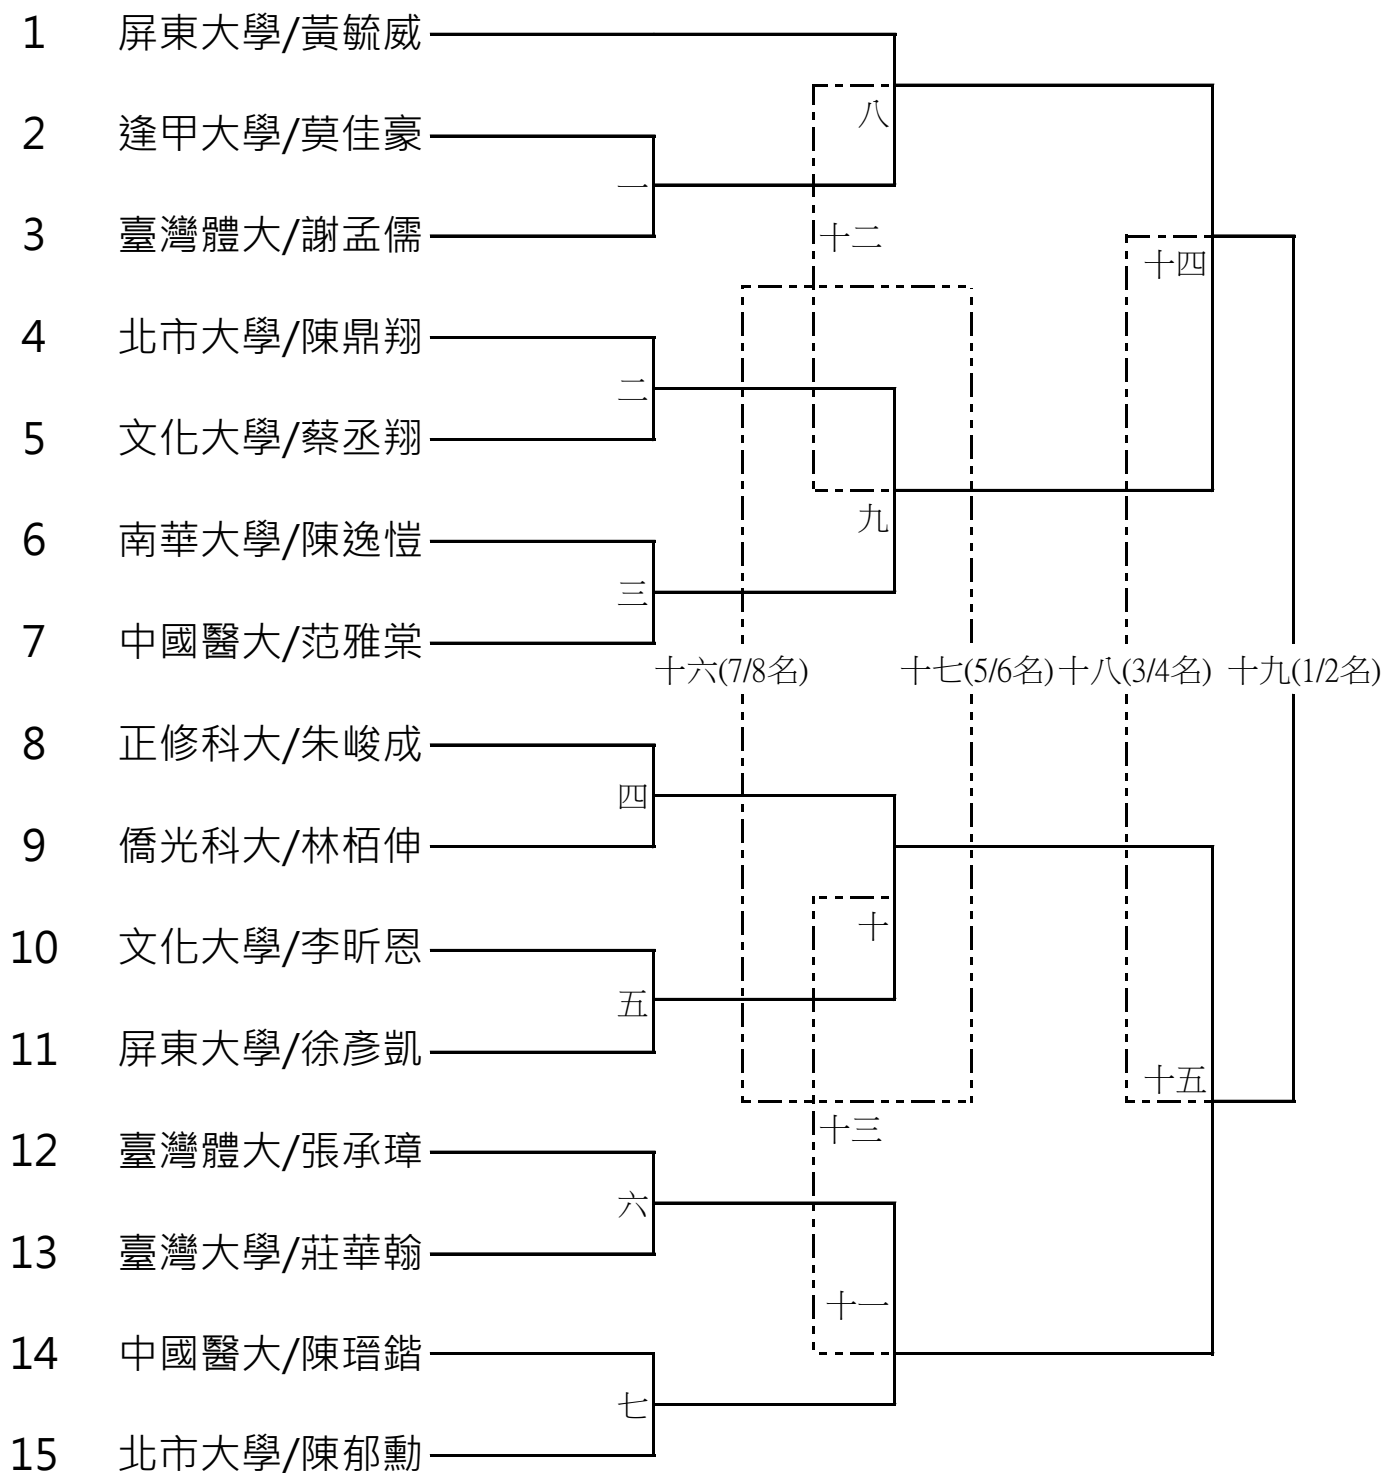 1 屏東大學/黃毓威
八
2 逢甲大學/莫佳豪
一
3 臺灣體大/謝孟儒
十二
十四
4 北市大學/陳鼎翔
二
5 文化大學/蔡丞翔
九
6 南華大學/陳逸愷
三
7 中國醫大/范雅棠
十六(7/8名) 十七(5/6名) 十八(3/4名) 十九(1/2名)
8 正修科大/朱峻成
四
9 僑光科大/林栢伸
十
10 文化大學/李昕恩
五
11 屏東大學/徐彥凱
十五
十三
12 臺灣體大/張承璋
六
13 臺灣大學/莊華翰
十一
14 中國醫大/陳瑨鍇
七
15 北市大學/陳郁勳